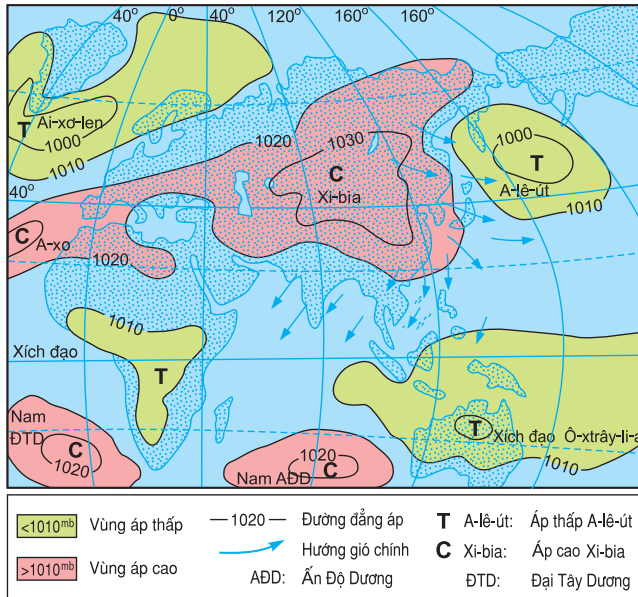 40° 0° 40° 120° 160° 160°
T Ai-xơ-len
1000
1010
1020
1030
C
Xi-bia
1000
T
A-lê-út
1010
40°
C A-xo
1020
1010
Xích đạo
T
Nam
ĐTD
C
1020
1020
C
Nam AĐD
T
Xích đạo Ô-xtrây-li-a
1010
<1010mb Vùng áp thấp
>1010mb Vùng áp cao
1020 Đường đẳng áp
Hướng gió chính
AĐD: Ấn Độ Dương
T A-lê-út: Áp thấp A-lê-út
C Xi-bia: Áp cao Xi-bia
ĐTD: Đại Tây Dương